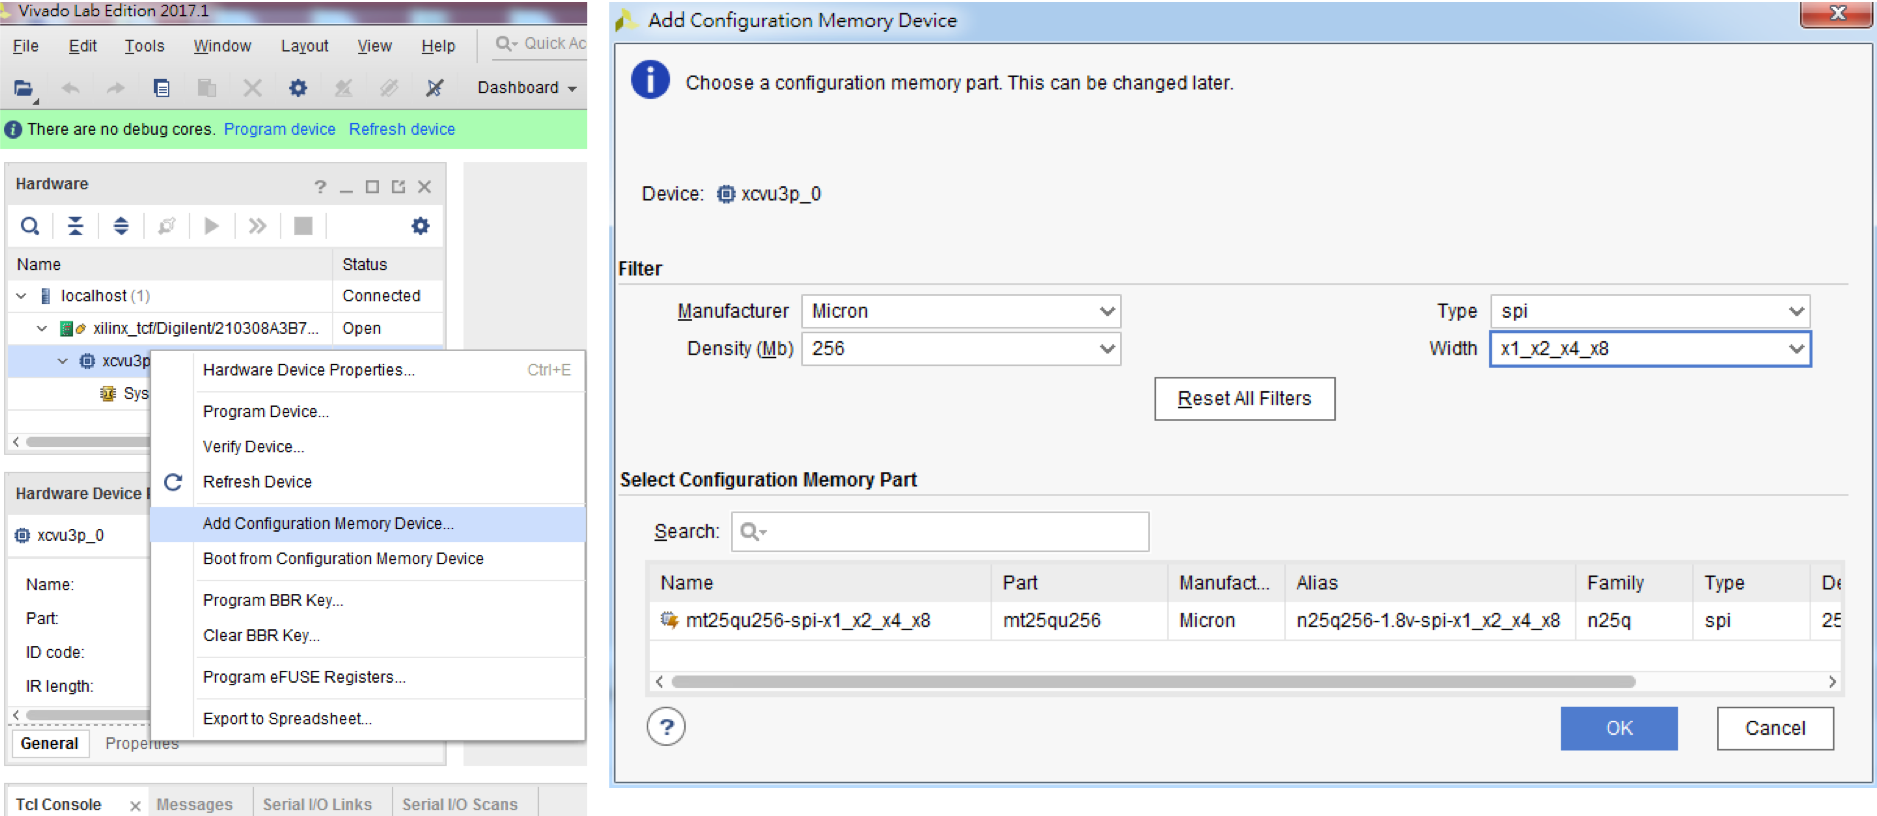 Vivado Lab Edition 2017.1
File Edit Tools Window Layout View Help Quick Ac
Dashboard
There are no debug cores. Program device Refresh device
Hardware
Name Status
localhost (1) Connected
xilinx_tcf/Digilent/210308A3B7... Open
xcvu3p
Sys
Hardware Device Properties... Ctrl+E
Program Device...
Verify Device...
Refresh Device
Add Configuration Memory Device...
Boot from Configuration Memory Device
Program BBR Key...
Clear BBR Key...
Program eFUSE Registers...
Export to Spreadsheet...
Hardware Device
xcvu3p_0
Name:
Part:
ID code:
IR length:
General Properties
Tcl Console Messages Serial I/O Links Serial I/O Scans
Add Configuration Memory Device
Choose a configuration memory part. This can be changed later.
Device: xcvu3p_0
Filter
Manufacturer Micron Type spi
Density (Mb) 256 Width x1_x2_x4_x8
Reset All Filters
Select Configuration Memory Part
Search:
Name Part Manufact... Alias Family Type De
mt25qu256-spi-x1_x2_x4_x8 mt25qu256 Micron n25q256-1.8v-spi-x1_x2_x4_x8 n25q spi 25
? OK Cancel